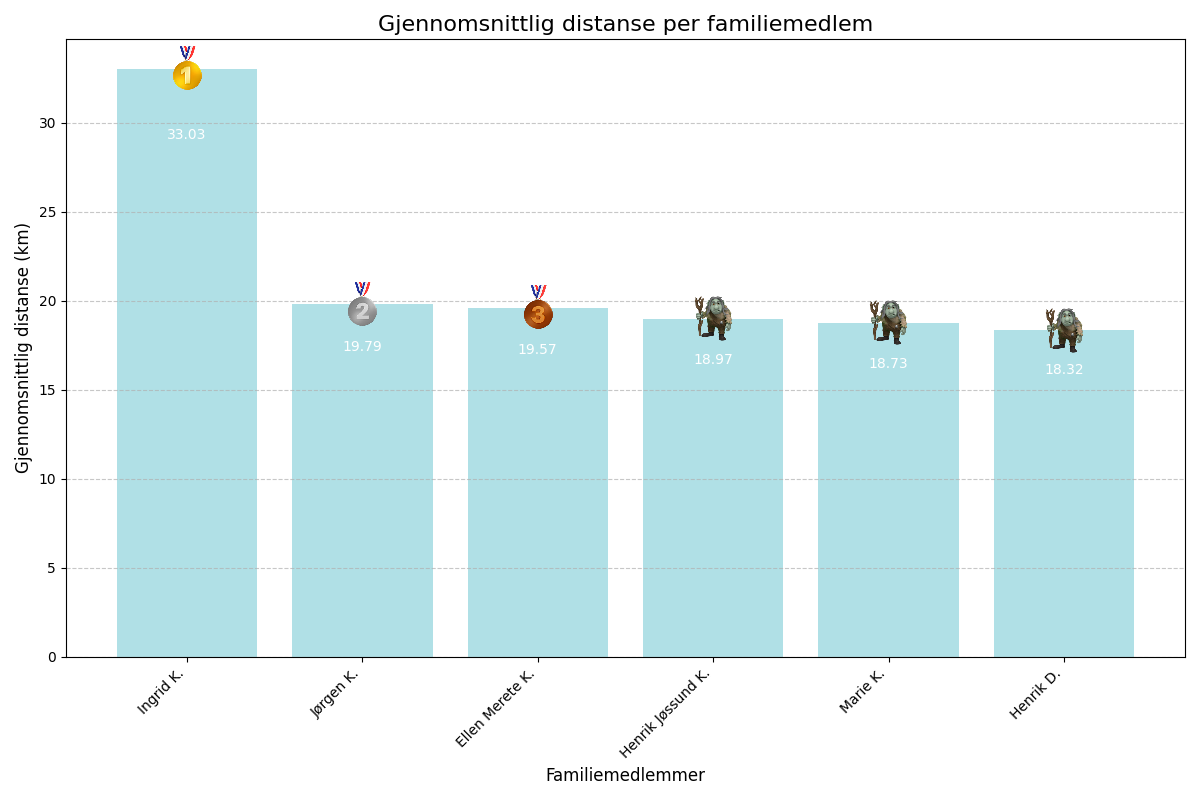 Gjennomsnittlig distanse per familiemedlem
Gjennomsnittlig distanse (km)
30
25
20
15
10
5
0
1
33.03
2
19.79
3
19.57
18.97
18.73
18.32
Ingrid K.
Jørgen K.
Ellen Merete K.
Henrik Jøssund K.
Marie K.
Henrik D.
Familiemedlemmer